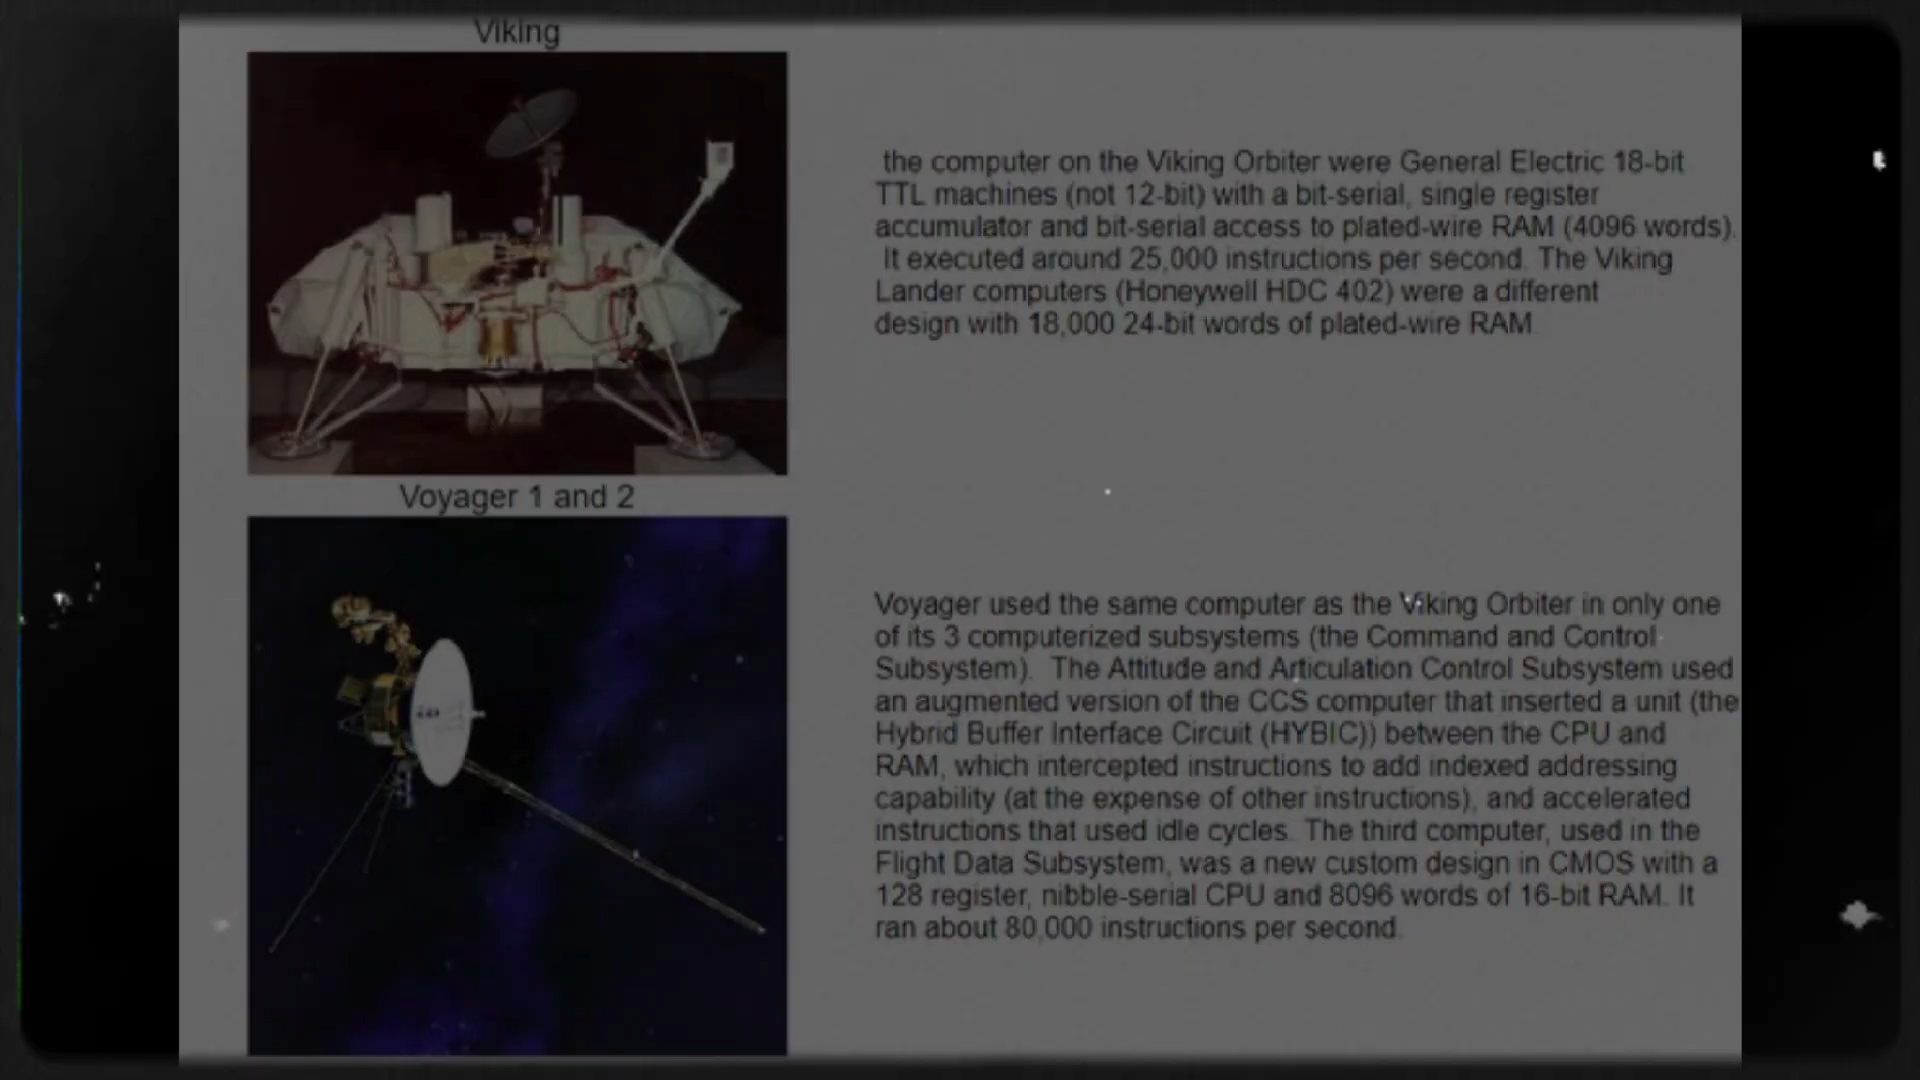 Viking
the computer on the Viking Orbiter were General Electric 18-bit
TTL machines (not 12-bit) with a bit-serial, single register
accumulator and bit-serial access to plated-wire RAM (4096 words).
It executed around 25,000 instructions per second. The Viking
Lander computers (Honeywell HDC 402) were a different
design with 18,000 24-bit words of plated-wire RAM.
Voyager 1 and 2
Voyager used the same computer as the Viking Orbiter in only one
of its 3 computerized subsystems (the Command and Control
Subsystem). The Attitude and Articulation Control Subsystem used
an augmented version of the CCS computer that inserted a unit (the
Hybrid Buffer Interface Circuit (HYBIC)) between the CPU and
RAM, which intercepted instructions to add indexed addressing
capability (at the expense of other instructions), and accelerated
instructions that used idle cycles. The third computer, used in the
Flight Data Subsystem, was a new custom design in CMOS with a
128 register, nibble-serial CPU and 8096 words of 16-bit RAM. It
ran about 80,000 instructions per second.